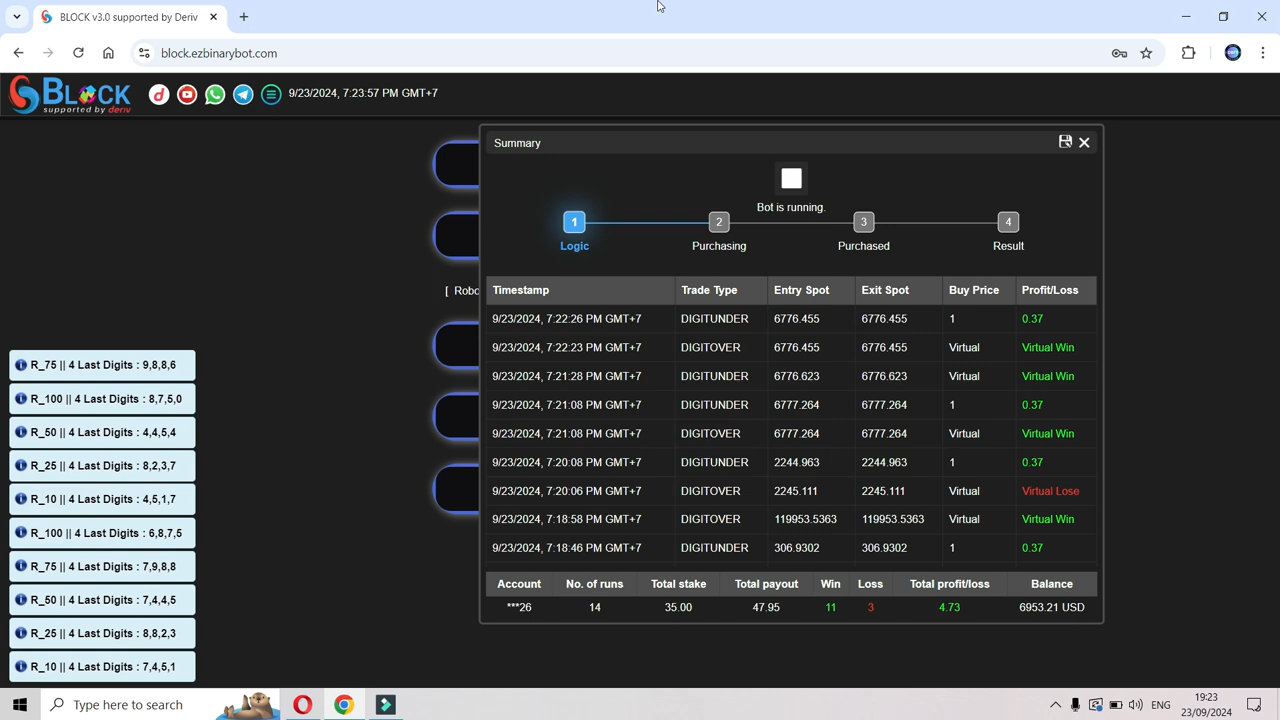 BLOCK v3.0 supported by Deriv
block.ezbinarybot.com
BLOCK
supported by deriv
9/23/2024, 7:23:57 PM GMT+7
Summary
Bot is running.
1 2 3 4
Logic Purchasing Purchased Result
[ Robo
Timestamp Trade Type Entry Spot Exit Spot Buy Price Profit/Loss
9/23/2024, 7:22:26 PM GMT+7 DIGITUNDER 6776.455 6776.455 1 0.37
9/23/2024, 7:22:23 PM GMT+7 DIGITOVER 6776.455 6776.455 Virtual Virtual Win
9/23/2024, 7:21:28 PM GMT+7 DIGITUNDER 6776.623 6776.623 Virtual Virtual Win
9/23/2024, 7:21:08 PM GMT+7 DIGITUNDER 6777.264 6777.264 1 0.37
9/23/2024, 7:21:08 PM GMT+7 DIGITOVER 6777.264 6777.264 Virtual Virtual Win
9/23/2024, 7:20:08 PM GMT+7 DIGITUNDER 2244.963 2244.963 1 0.37
9/23/2024, 7:20:06 PM GMT+7 DIGITOVER 2245.111 2245.111 Virtual Virtual Lose
9/23/2024, 7:18:58 PM GMT+7 DIGITOVER 119953.5363 119953.5363 Virtual Virtual Win
9/23/2024, 7:18:46 PM GMT+7 DIGITUNDER 306.9302 306.9302 1 0.37
Account No. of runs Total stake Total payout Win Loss Total profit/loss Balance
***26 14 35.00 47.95 11 3 4.73 6953.21 USD
R_75 || 4 Last Digits : 9,8,8,6
R_100 || 4 Last Digits : 8,7,5,0
R_50 || 4 Last Digits : 4,4,5,4
R_25 || 4 Last Digits : 8,2,3,7
R_10 || 4 Last Digits : 4,5,1,7
R_100 || 4 Last Digits : 6,8,7,5
R_75 || 4 Last Digits : 7,9,8,8
R_50 || 4 Last Digits : 7,4,4,5
R_25 || 4 Last Digits : 8,8,2,3
R_10 || 4 Last Digits : 7,4,5,1
Type here to search
ENG
19:23
23/09/2024